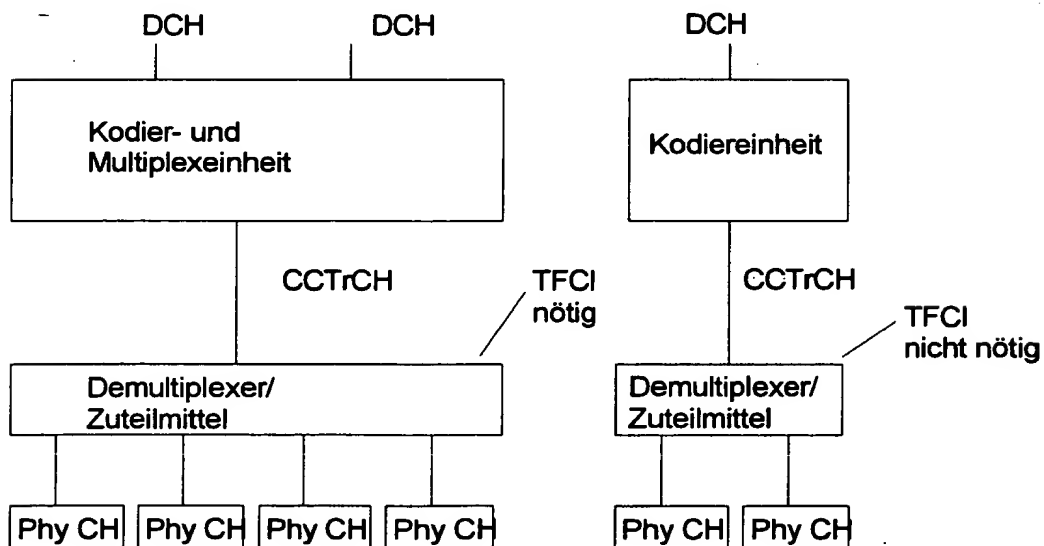 DCH
DCH
DCH
Kodier- und
Multiplexeinheit
Kodiereinheit
CCTrCH
TFCI
nötig
CCTrCH
TFCI
nicht nötig
Demultiplexer/
Zuteilmittel
Demultiplexer/
Zuteilmittel
Phy CH
Phy CH
Phy CH
Phy CH
Phy CH
Phy CH